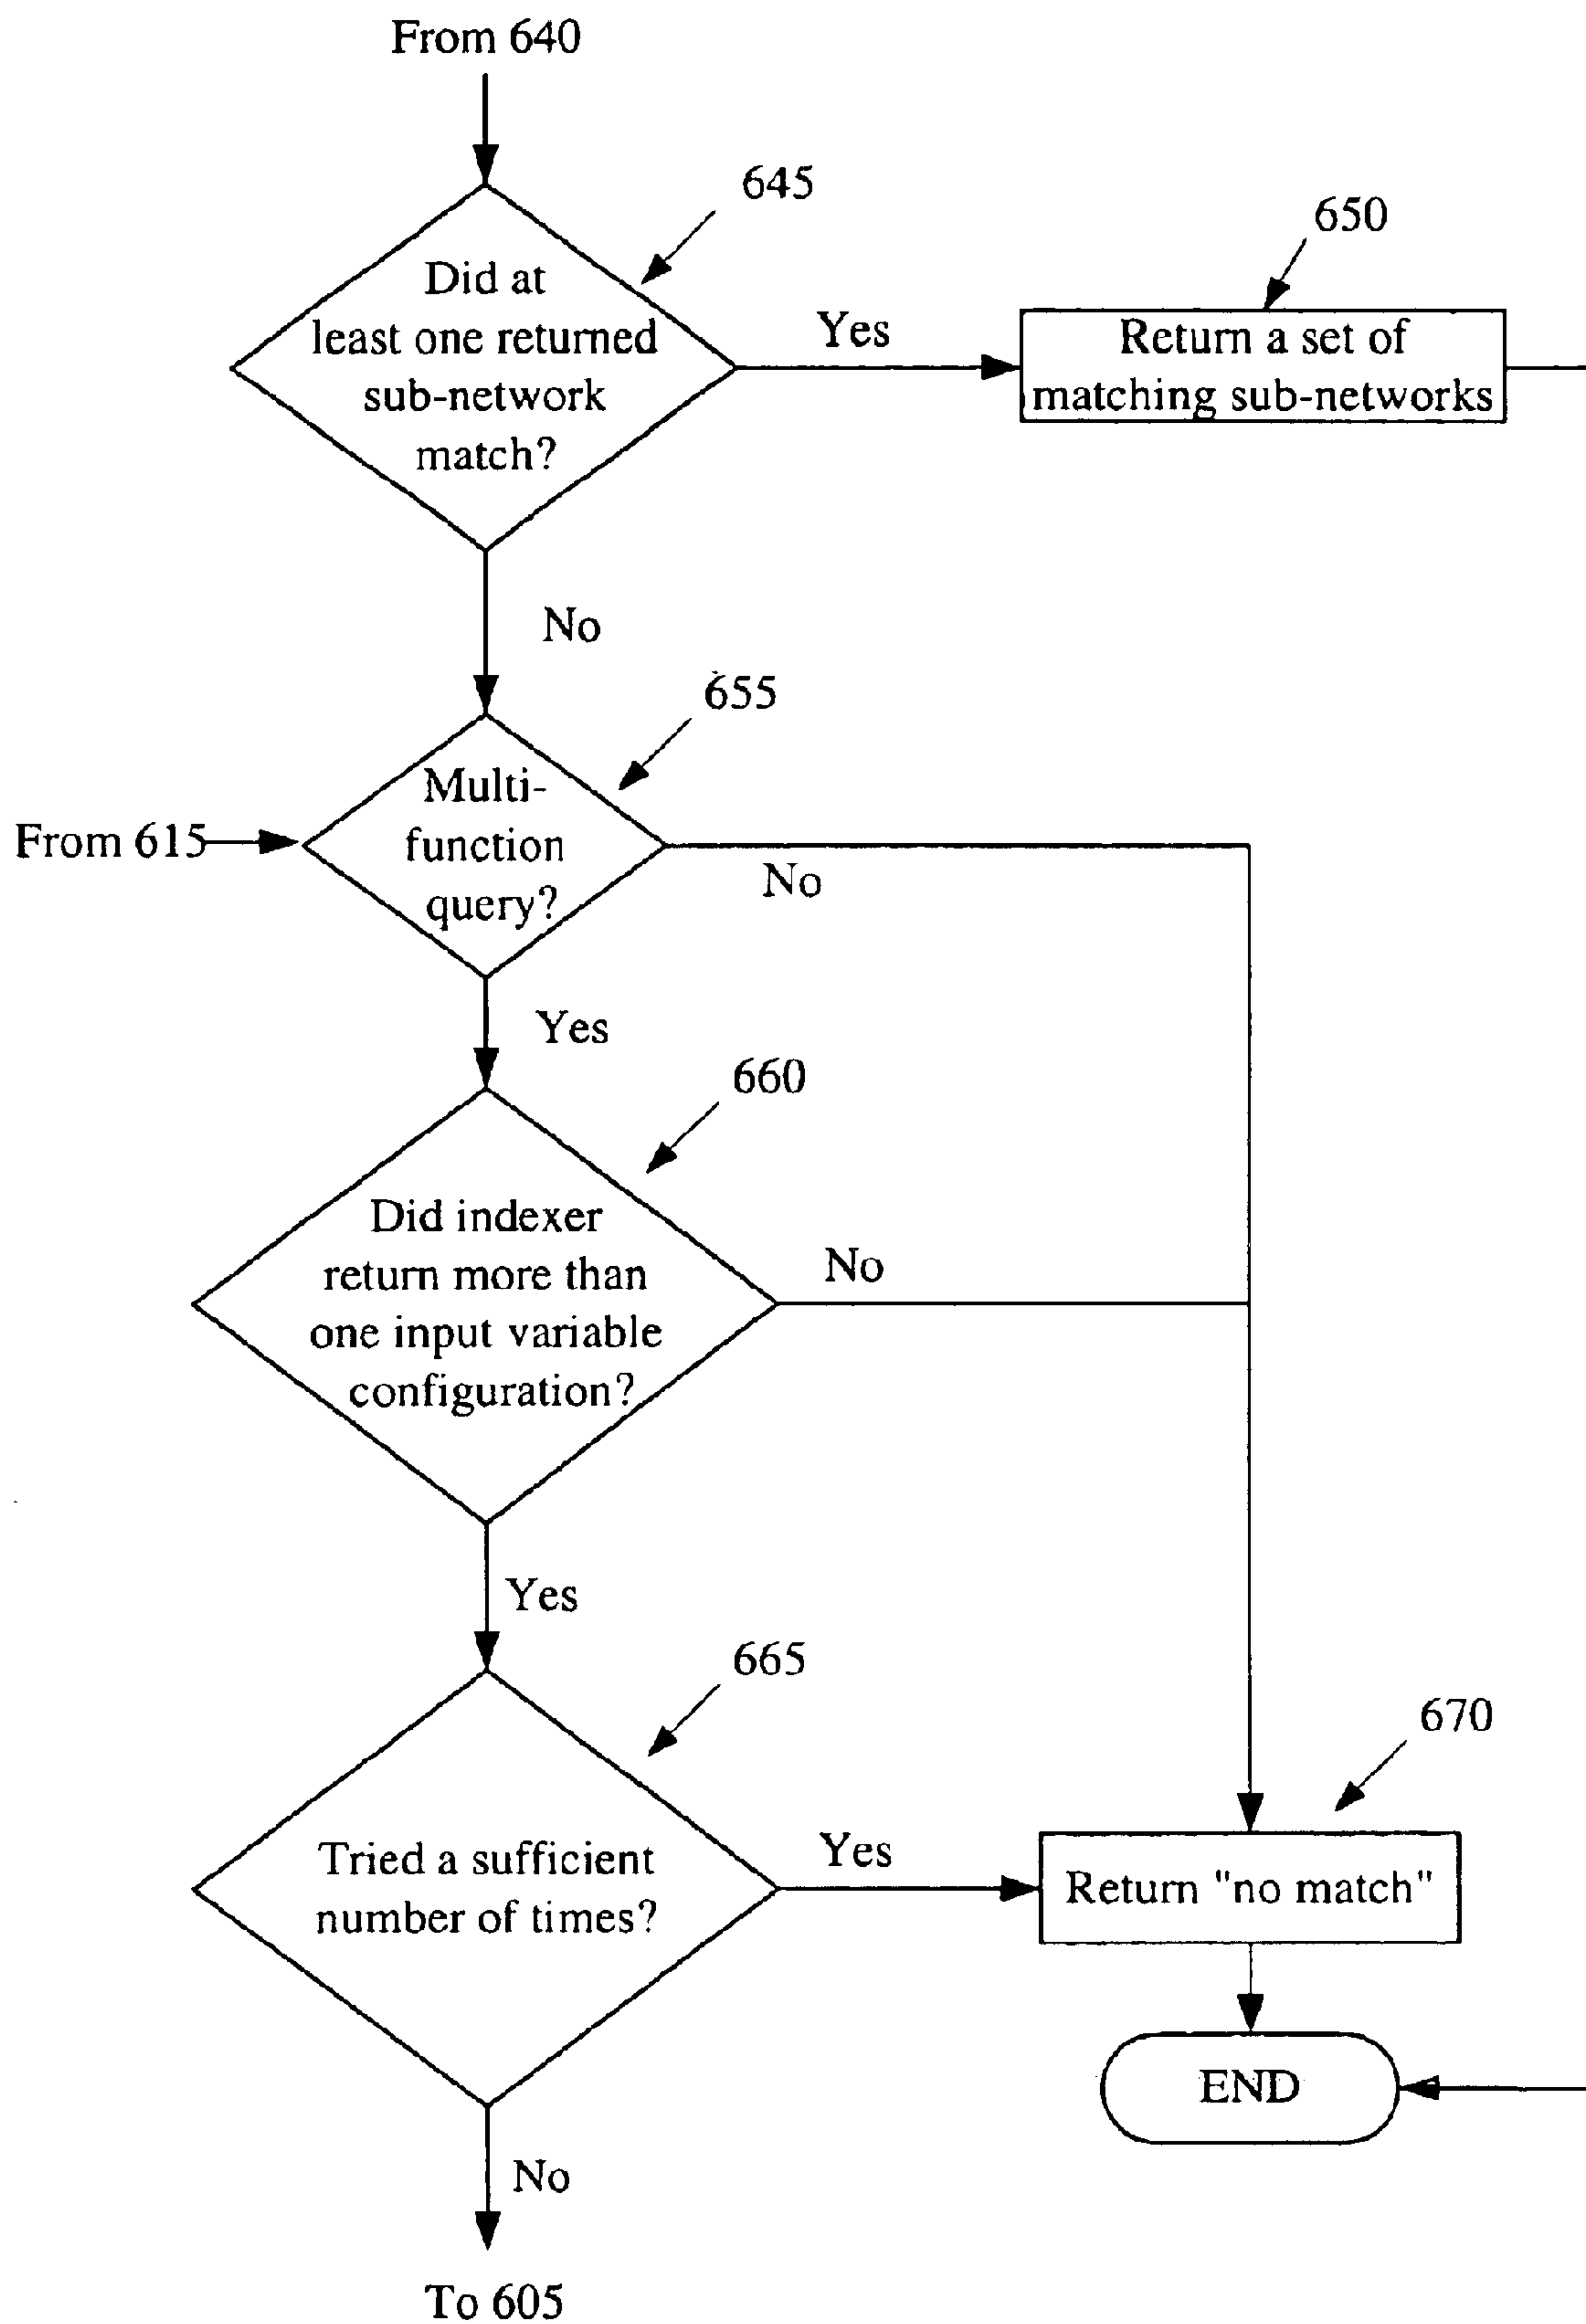 From 640
645
Did at
least one returned
sub-network
match?
Yes
650
Return a set of
matching sub-networks
No
655
From 615
Multi-
function
query?
No
Yes
660
Did indexer
return more than
one input variable
configuration?
No
Yes
665
Tried a sufficient
number of times?
Yes
670
Return "no match"
END
No
To 605